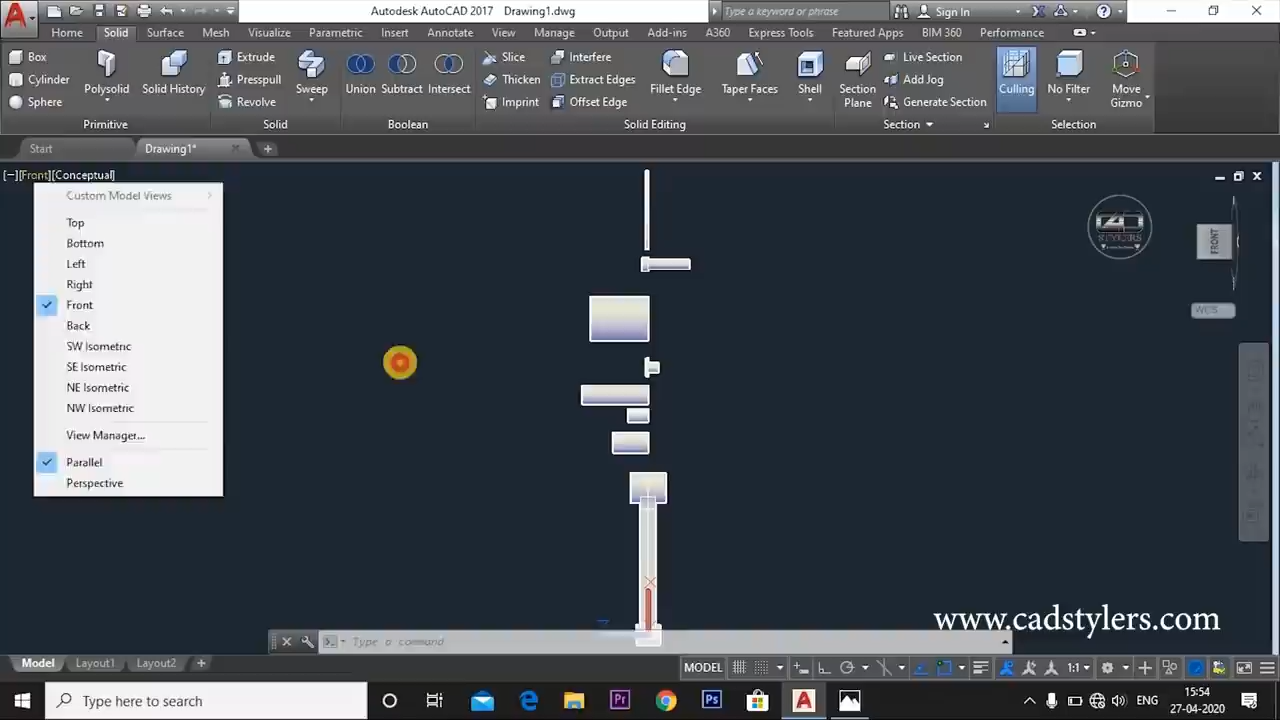 Autodesk AutoCAD 2017 Drawing1.dwg
Type a keyword or phrase
Sign In
Home Solid Surface Mesh Visualize Parametric Insert Annotate View Manage Output Add-ins A360 Express Tools Featured Apps BIM 360 Performance
Box
Cylinder
Sphere
Polysolid
Solid History
Primitive
Extrude
Presspull
Revolve
Sweep
Solid
Union
Subtract
Intersect
Boolean
Slice
Thicken
Imprint
Interfere
Extract Edges
Offset Edge
Fillet Edge
Taper Faces
Shell
Solid Editing
Section
Plane
Live Section
Add Jog
Generate Section
Section
Culling
No Filter
Move
Gizmo
Selection
Start
Drawing1*
[−][Front][Conceptual]
Custom Model Views
Top
Bottom
Left
Right
Front
Back
SW Isometric
SE Isometric
NE Isometric
NW Isometric
View Manager...
Parallel
Perspective
STYLERS
FRONT
WCS
www.cadstylers.com
Type a command
Model Layout1 Layout2
MODEL
1:1
Type here to search
ENG
15:54
27-04-2020